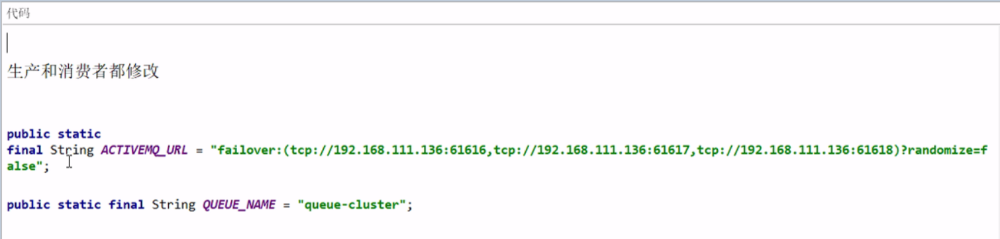 代码
生产和消费者都修改
public static
final String ACTIVEMQ_URL = "failover:(tcp://192.168.111.136:61616,tcp://192.168.111.136:61617,tcp://192.168.111.136:61618)?randomize=f
alse";
public static final String QUEUE_NAME = "queue-cluster";